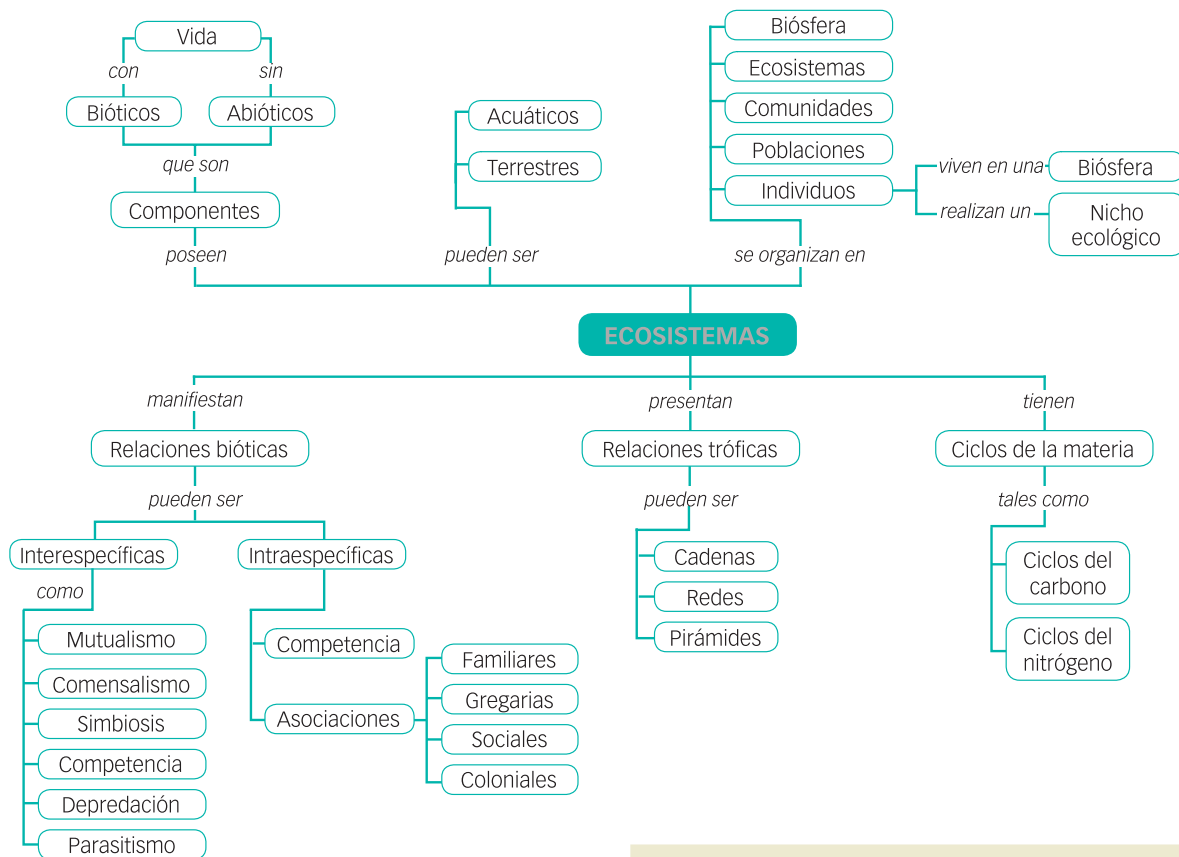 Vida
con
sin
Bióticos
Abióticos
que son
Componentes
poseen
Acuáticos
Terrestres
pueden ser
Biósfera
Ecosistemas
Comunidades
Poblaciones
Individuos
viven en una
Biósfera
realizan un
Nicho
ecológico
se organizan en
ECOSISTEMAS
manifiestan
Relaciones bióticas
pueden ser
Interespecíficas
como
Mutualismo
Comensalismo
Simbiosis
Competencia
Depredación
Parasitismo
Intraespecíficas
Competencia
Asociaciones
Familiares
Gregarias
Sociales
Coloniales
presentan
Relaciones tróficas
pueden ser
Cadenas
Redes
Pirámides
tienen
Ciclos de la materia
tales como
Ciclos del
carbono
Ciclos del
nitrógeno